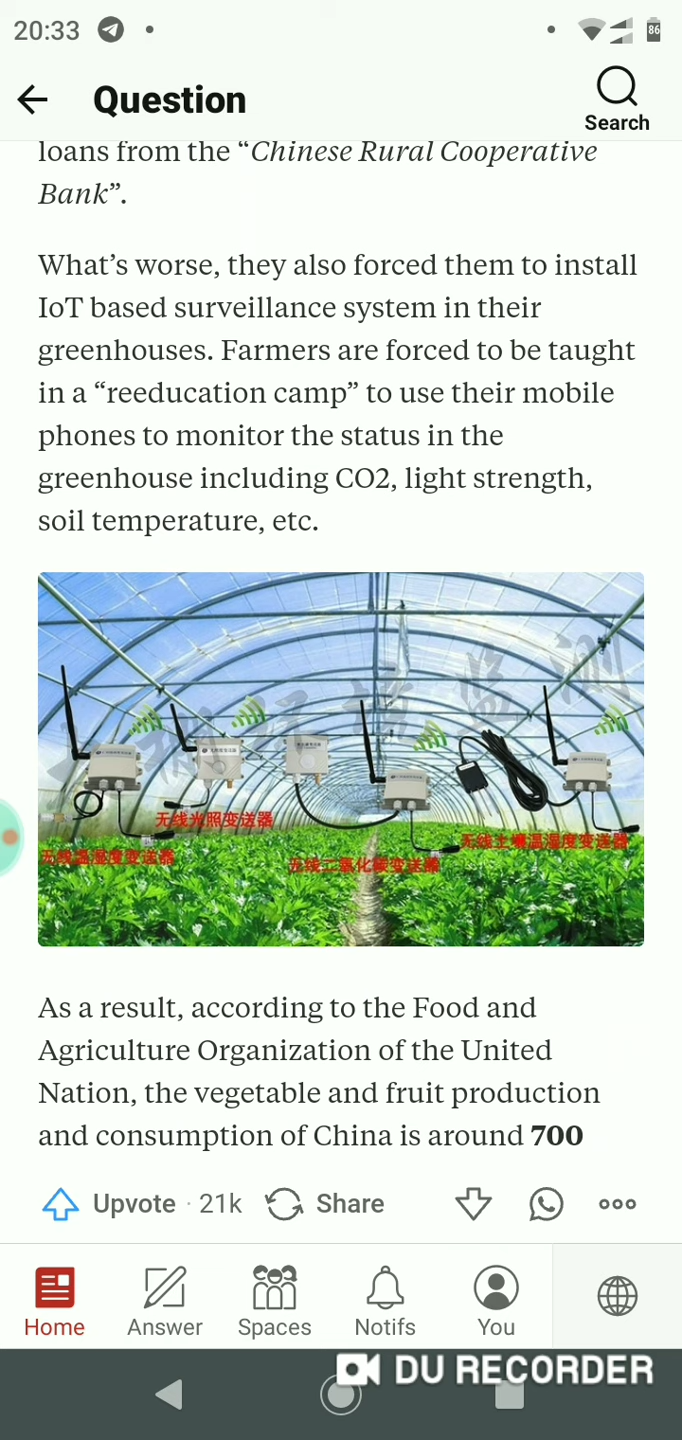 20:33
86
Question
Search
loans from the “Chinese Rural Cooperative
Bank”.
What’s worse, they also forced them to install
IoT based surveillance system in their
greenhouses. Farmers are forced to be taught
in a “reeducation camp” to use their mobile
phones to monitor the status in the
greenhouse including CO2, light strength,
soil temperature, etc.
环境监测
无线光照变送器
无线土壤温湿度变送器
无线温湿度变送器
无线二氧化碳变送器
As a result, according to the Food and
Agriculture Organization of the United
Nation, the vegetable and fruit production
and consumption of China is around 700
Upvote · 21k
Share
Home
Answer
Spaces
Notifs
You
DU RECORDER